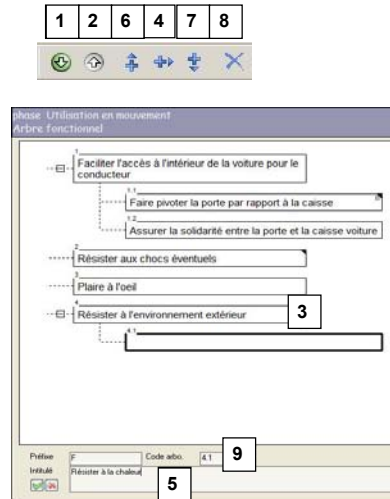 1 2 6 4 7 8
phase Utilisation en mouvement
Arbre fonctionnel
1
Faciliter l'accès à l'intérieur de la voiture pour le
conducteur
1.1
Faire pivoter la porte par rapport à la caisse
1.2
Assurer la solidarité entre la porte et la caisse voiture
2
Résister aux chocs éventuels
3
Plaire à l'oeil
4
Résister à l'environnement extérieur
3
4.1
9
Préfixe F Code arbo. 4.1
Intitulé Résister à la chaleur
5